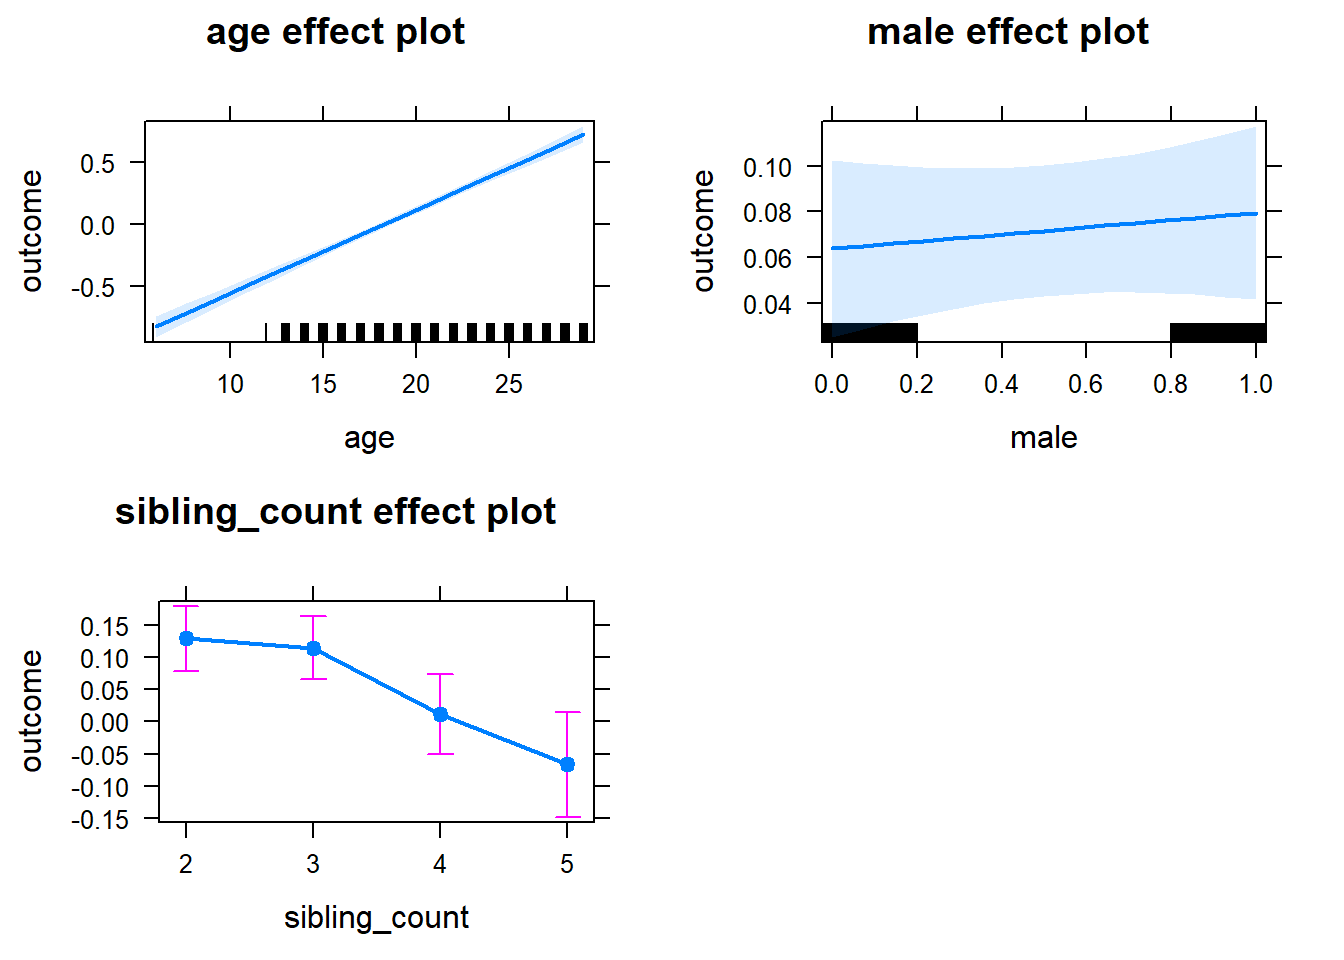 age effect plot
outcome
0.5
0.0
-0.5
10 15 20 25
age
male effect plot
outcome
0.10
0.08
0.06
0.04
0.0 0.2 0.4 0.6 0.8 1.0
male
sibling_count effect plot
outcome
0.15
0.10
0.05
0.00
-0.05
-0.10
-0.15
2 3 4 5
sibling_count